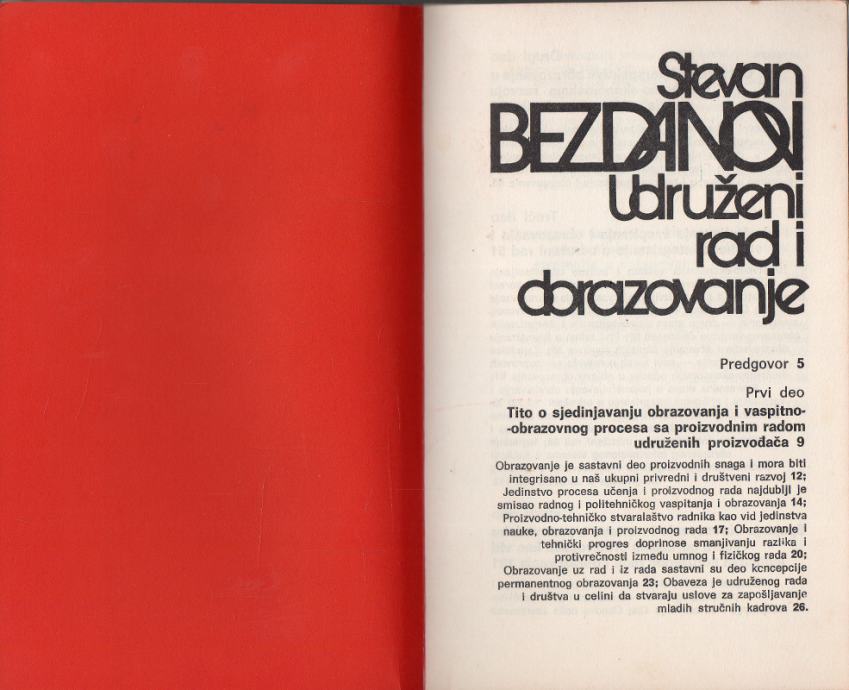 Stevan
BEZDANOV
Udruženi
rad i
obrazovanje
Predgovor 5
Prvi deo
Tito o sjedinjavanju obrazovanja i vaspitno-
-obrazovnog procesa sa proizvodnim radom
udruženih proizvođača 9
Obrazovanje je sastavni deo proizvodnih snaga i mora biti
integrisano u naš ukupni privredni i društveni razvoj 12;
Jedinstvo procesa učenja i proizvodnog rada najdublji je
smisao radnog i politehničkog vaspitanja i obrazovanja 14;
Proizvodno-tehničko stvaralaštvo radnika kao vid jedinstva
nauke, obrazovanja i proizvodnog rada 17; Obrazovanje i
tehnički progres doprinose smanjivanju razlika i
protivrečnosti između umnog i fizičkog rada 20;
Obrazovanje uz rad i iz rada sastavni su deo koncepcije
permanentnog obrazovanja 23; Obaveza je udruženog rada
i društva u celini da stvaraju uslove za zapošljavanje
mladih stručnih kadrova 26.